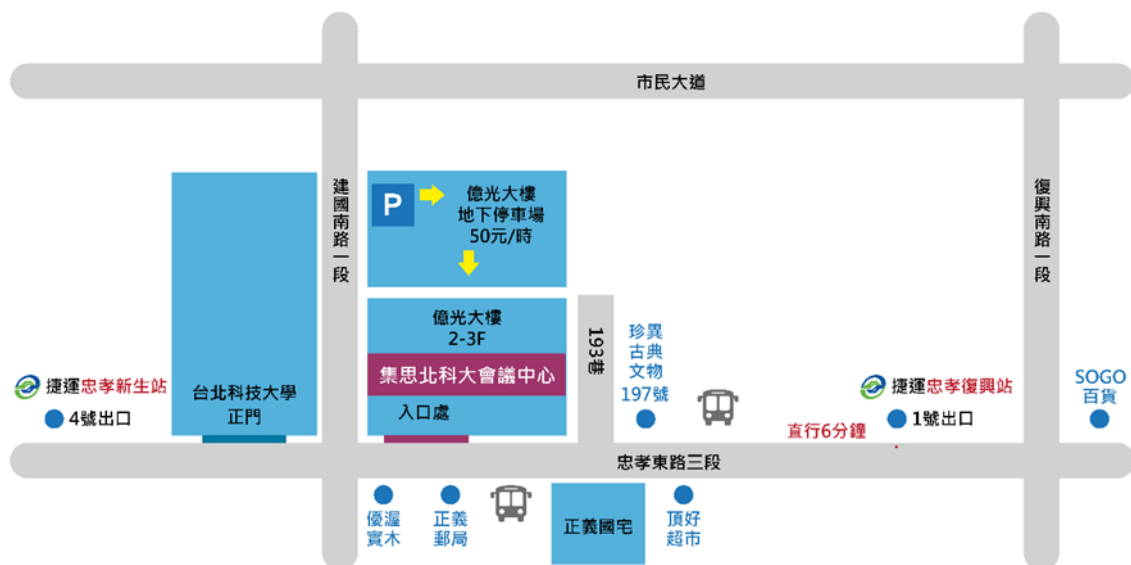 市民大道
建國南路一段
復興南路一段
P
億光大樓
地下停車場
50元/時
億光大樓
2-3F
集思北科大會議中心
入口處
193巷
珍異
古典
文物
197號
捷運忠孝新生站
4號出口
台北科技大學
正門
捷運忠孝復興站
1號出口
直行6分鐘
SOGO
百貨
忠孝東路三段
優渥
實木
正義
郵局
正義國宅
頂好
超市